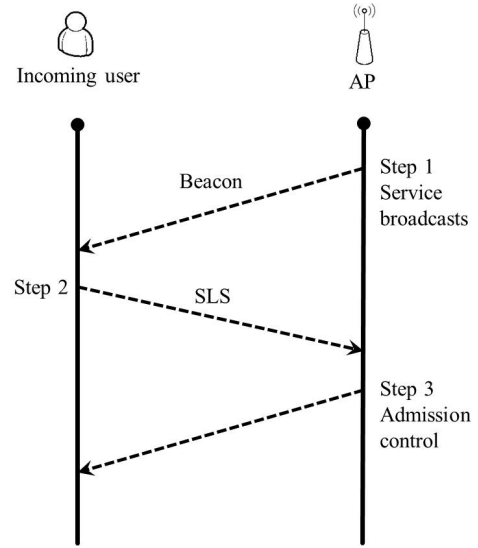 Incoming user
AP
Step 1
Service
broadcasts
Beacon
Step 2
SLS
Step 3
Admission
control